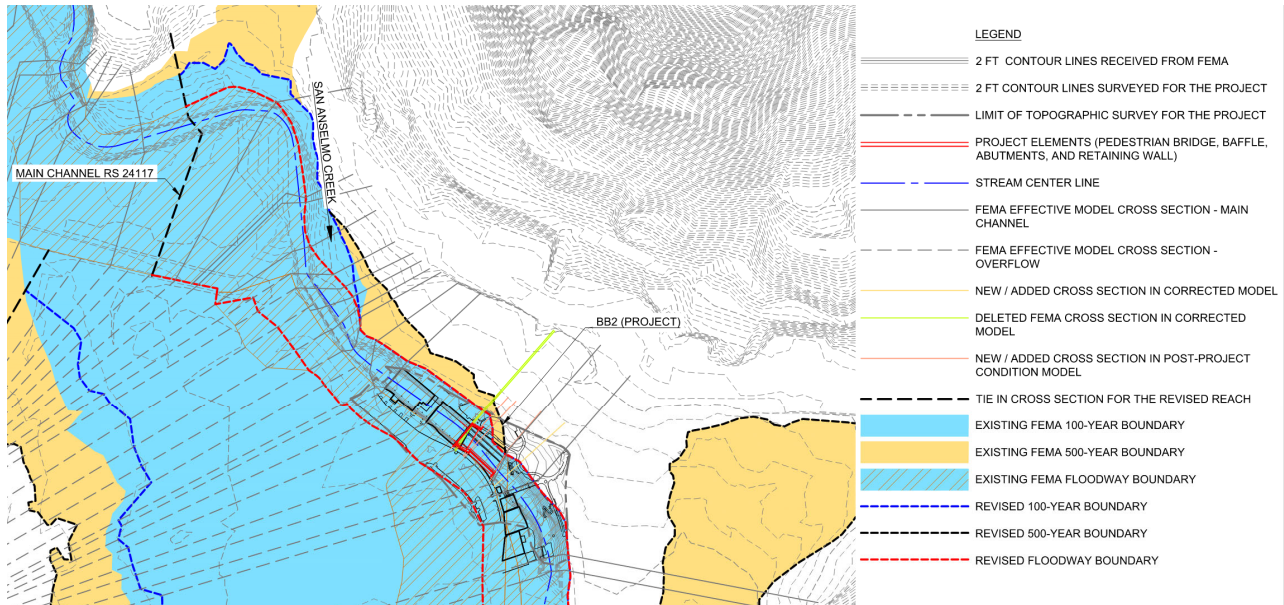 SAN ANSELMO CREEK
MAIN CHANNEL RS 24117
BB2 (PROJECT)
LEGEND
2 FT CONTOUR LINES RECEIVED FROM FEMA
2 FT CONTOUR LINES SURVEYED FOR THE PROJECT
LIMIT OF TOPOGRAPHIC SURVEY FOR THE PROJECT
PROJECT ELEMENTS (PEDESTRIAN BRIDGE, BAFFLE,
ABUTMENTS, AND RETAINING WALL)
STREAM CENTER LINE
FEMA EFFECTIVE MODEL CROSS SECTION - MAIN
CHANNEL
FEMA EFFECTIVE MODEL CROSS SECTION -
OVERFLOW
NEW / ADDED CROSS SECTION IN CORRECTED MODEL
DELETED FEMA CROSS SECTION IN CORRECTED
MODEL
NEW / ADDED CROSS SECTION IN POST-PROJECT
CONDITION MODEL
TIE IN CROSS SECTION FOR THE REVISED REACH
EXISTING FEMA 100-YEAR BOUNDARY
EXISTING FEMA 500-YEAR BOUNDARY
EXISTING FEMA FLOODWAY BOUNDARY
REVISED 100-YEAR BOUNDARY
REVISED 500-YEAR BOUNDARY
REVISED FLOODWAY BOUNDARY